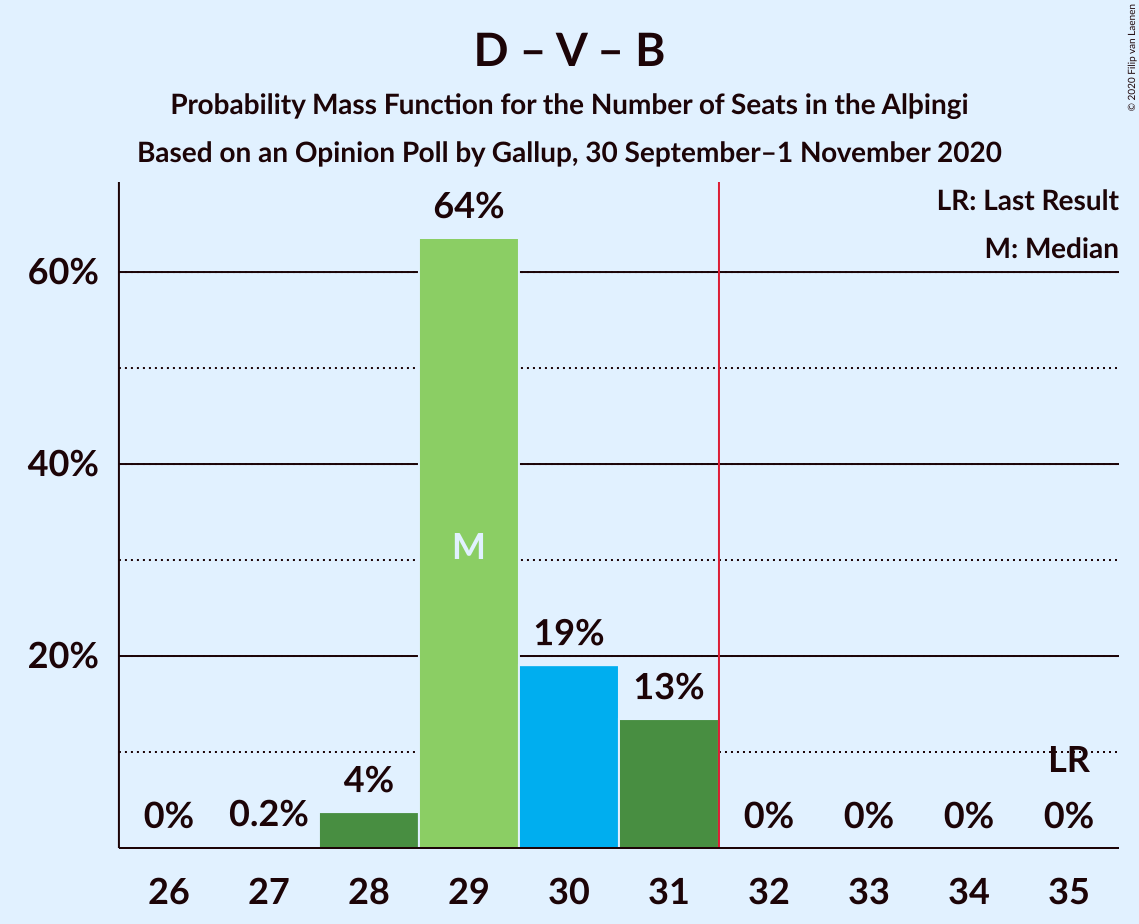 D – V – B
Probability Mass Function for the Number of Seats in the Alþingi
Based on an Opinion Poll by Gallup, 30 September–1 November 2020
© 2020 Filip van Laenen
LR: Last Result
M: Median
60%
40%
20%
0%
0.2%
4%
64%
M
19%
13%
0%
0%
0%
LR
0%
26 27 28 29 30 31 32 33 34 35